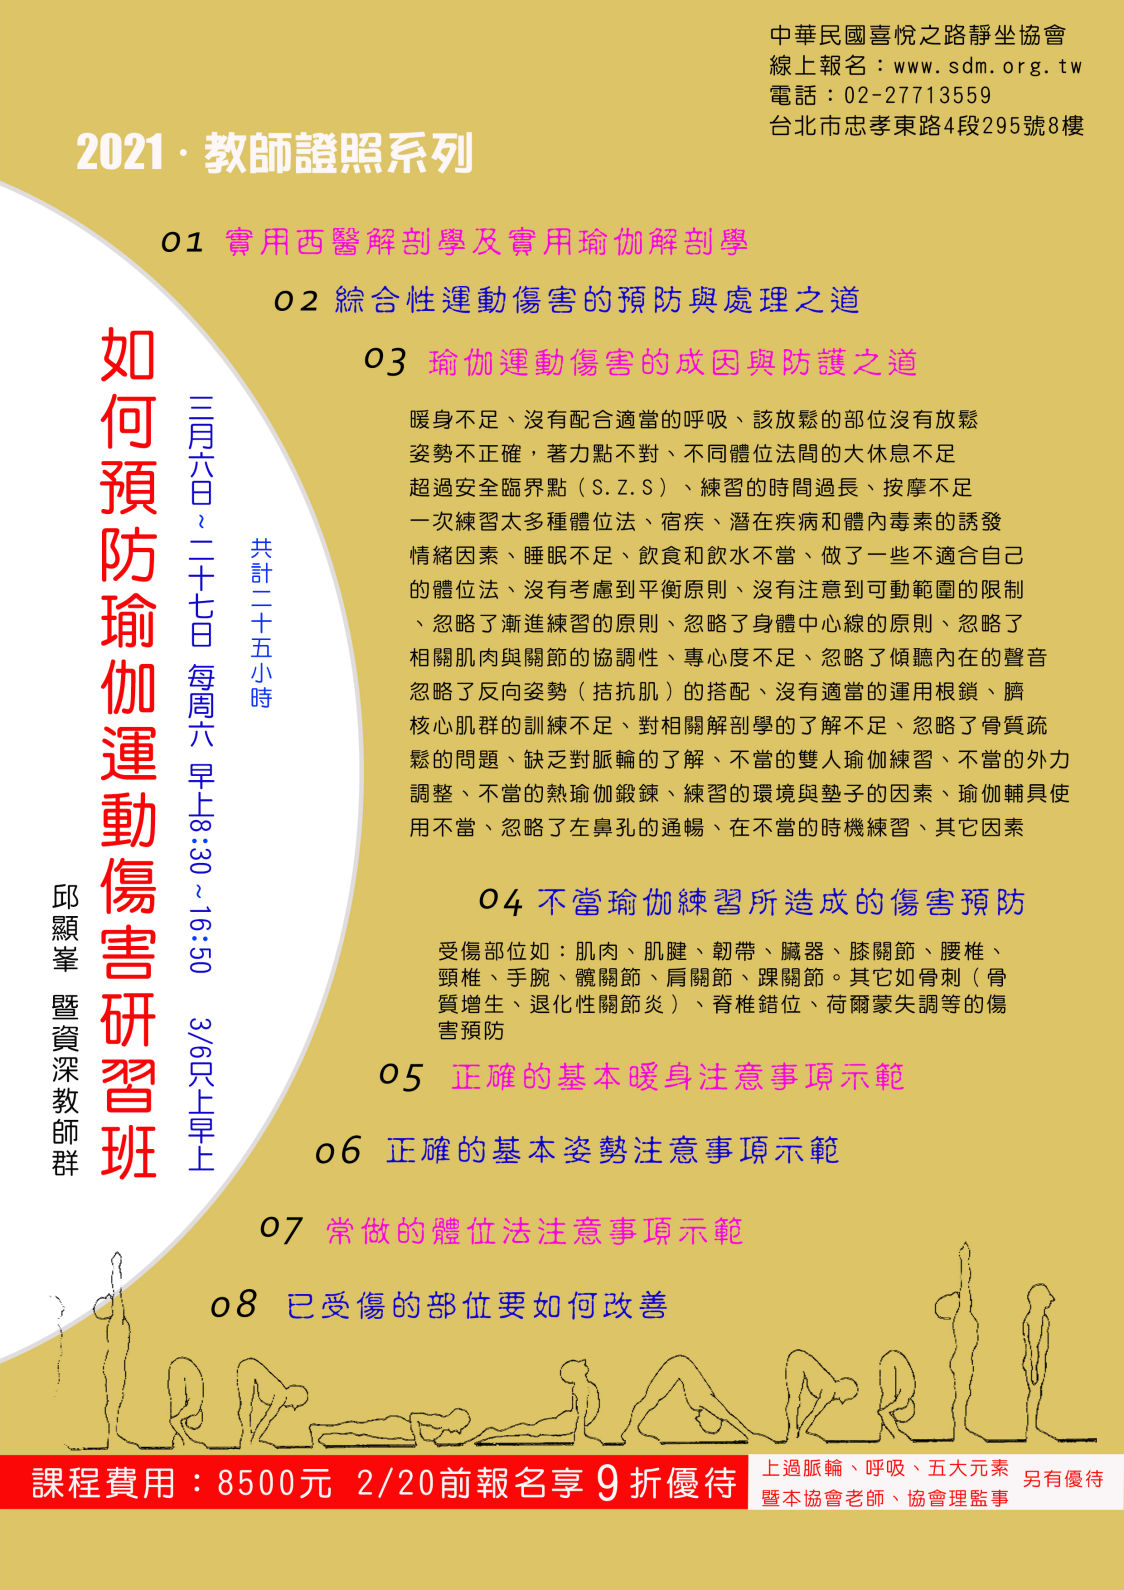 中華民國喜悅之路靜坐協會
線上報名：www.sdm.org.tw
電話：02-27713559
台北市忠孝東路4段295號8樓
2021·教師證照系列
如何預防瑜伽運動傷害研習班
三月六日~二十七日 每周六 早上8:30~16:50 3/6只上早上
共計二十五小時
邱顯峯 暨資深教師群
01 實用西醫解剖學及實用瑜伽解剖學
02 綜合性運動傷害的預防與處理之道
03 瑜伽運動傷害的成因與防護之道
暖身不足、沒有配合適當的呼吸、該放鬆的部位沒有放鬆
姿勢不正確，著力點不對、不同體位法間的大休息不足
超過安全臨界點（S.Z.S）、練習的時間過長、按摩不足
一次練習太多種體位法、宿疾、潛在疾病和體內毒素的誘發
情緒因素、睡眠不足、飲食和飲水不當、做了一些不適合自己
的體位法、沒有考慮到平衡原則、沒有注意到可動範圍的限制
、忽略了漸進練習的原則、忽略了身體中心線的原則、忽略了
相關肌肉與關節的協調性、專心度不足、忽略了傾聽內在的聲音
忽略了反向姿勢（拮抗肌）的搭配、沒有適當的運用根鎖、臍
核心肌群的訓練不足、對相關解剖學的了解不足、忽略了骨質疏
鬆的問題、缺乏對脈輪的了解、不當的雙人瑜伽練習、不當的外力
調整、不當的熱瑜伽鍛鍊、練習的環境與墊子的因素、瑜伽輔具使
用不當、忽略了左鼻孔的通暢、在不當的時機練習、其它因素
04 不當瑜伽練習所造成的傷害預防
受傷部位如：肌肉、肌腱、韌帶、臟器、膝關節、腰椎、
頸椎、手腕、髖關節、肩關節、踝關節。其它如骨刺（骨
質增生、退化性關節炎）、脊椎錯位、荷爾蒙失調等的傷
害預防
05 正確的基本暖身注意事項示範
06 正確的基本姿勢注意事項示範
07 常做的體位法注意事項示範
08 已受傷的部位要如何改善
課程費用：8500元 2/20前報名享9折優待
上過脈輪、呼吸、五大元素
暨本協會老師、協會理監事
另有優待